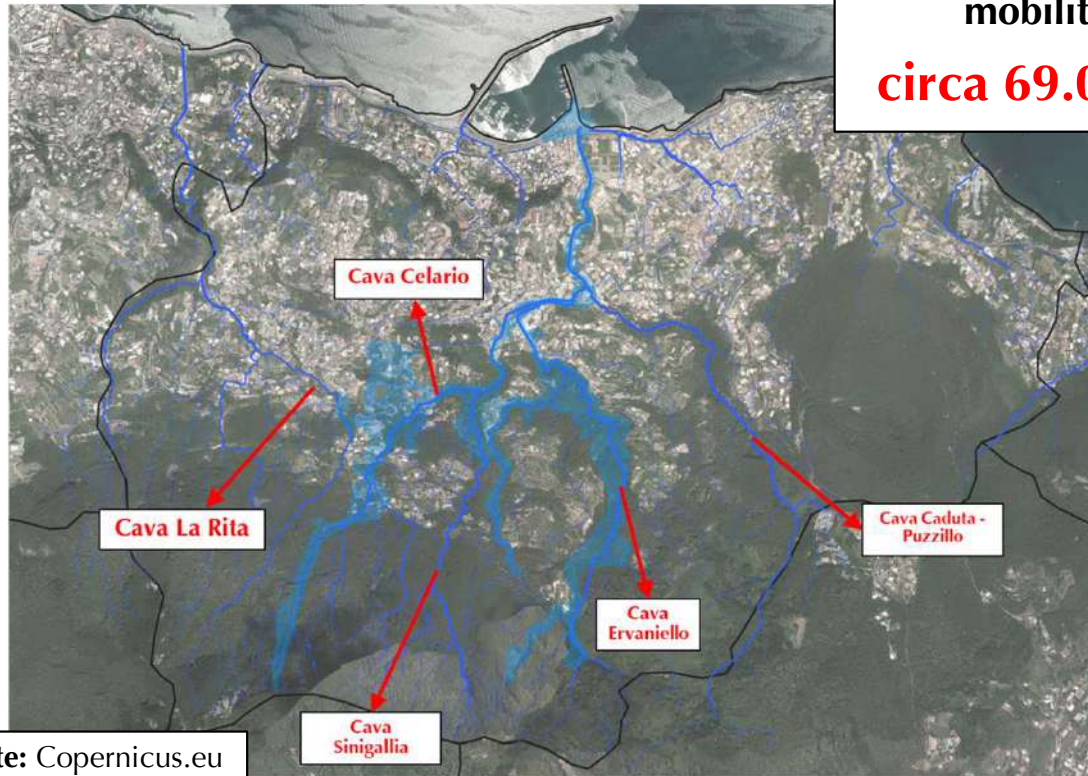 mobilit
circa 69.0
Cava Celario
Cava La Rita
Cava Caduta -
Puzzillo
Cava
Ervaniello
Cava
Sinigallia
te: Copernicus.eu